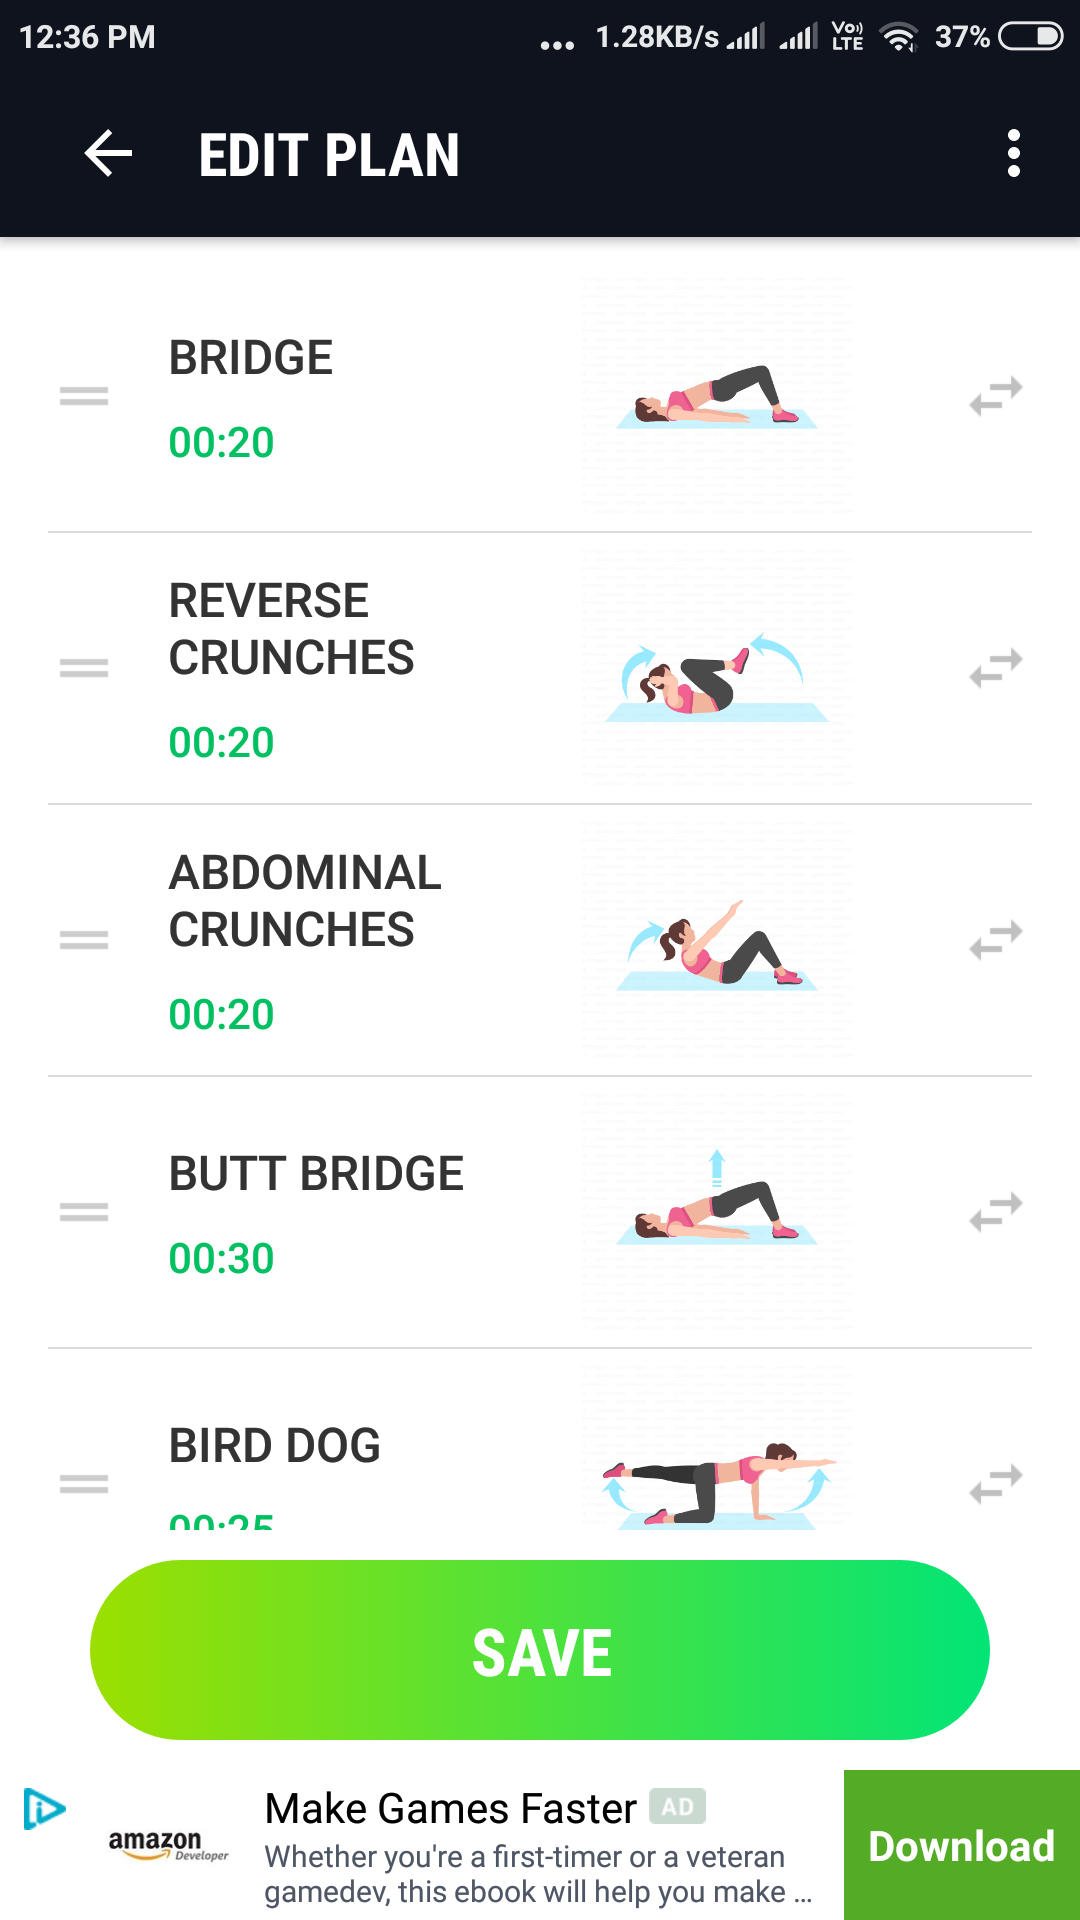 12:36 PM ... 1.28KB/s Vo) LTE 37%
EDIT PLAN
BRIDGE
00:20
REVERSE
CRUNCHES
00:20
ABDOMINAL
CRUNCHES
00:20
BUTT BRIDGE
00:30
BIRD DOG
00:25
SAVE
Make Games Faster AD
amazon
Developer
Whether you're a first-timer or a veteran
gamedev, this ebook will help you make ...
Download